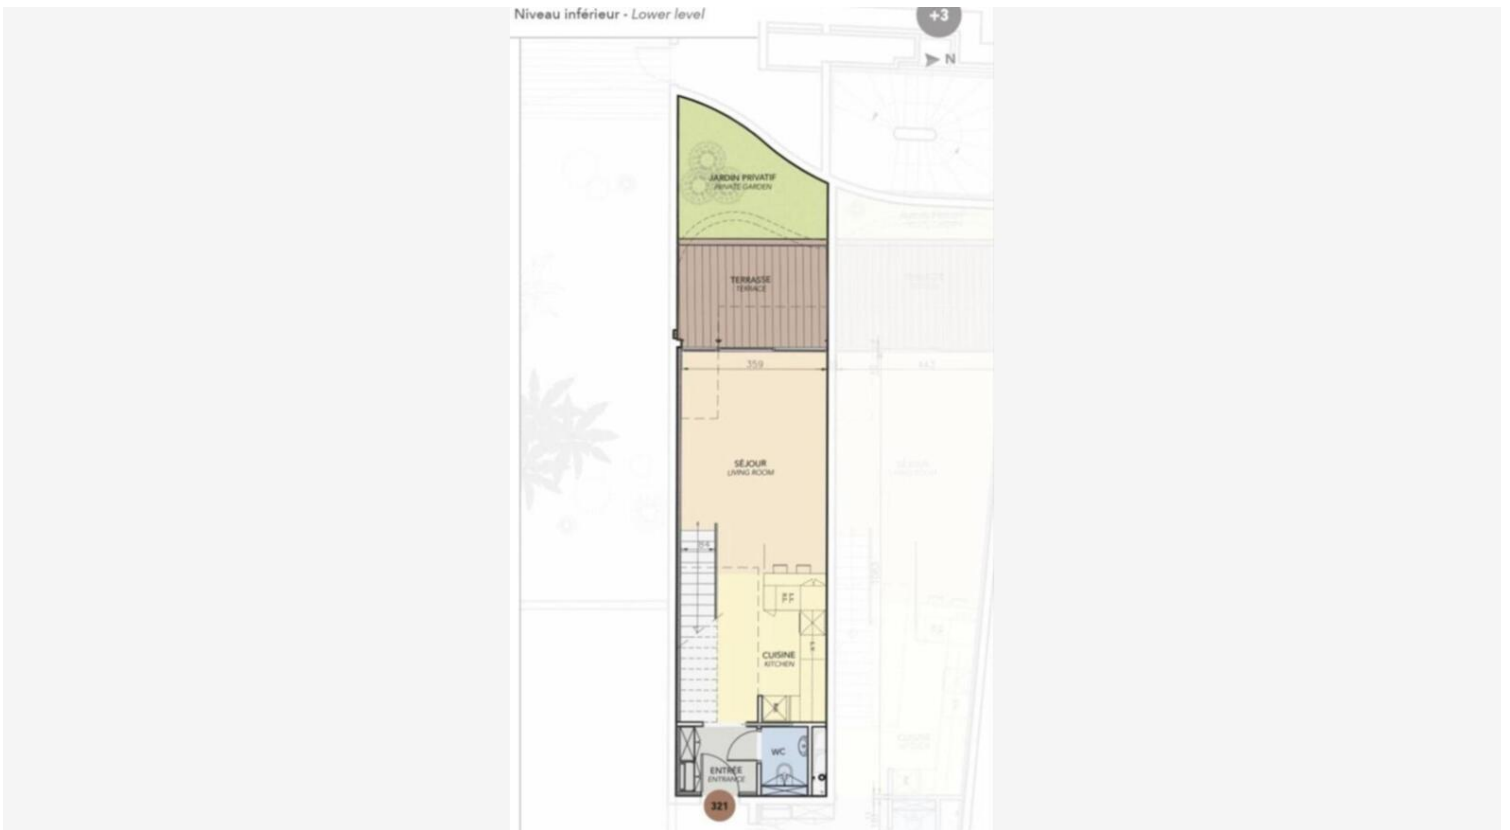 Niveau inférieur - Lower level
+3
N
JARDIN PRIVATIF
PRIVATE GARDEN
TERRASSE
TERRACE
359
443
SÉJOUR
LIVING ROOM
CUISINE
KITCHEN
WC
ENTRÉE
ENTRANCE
321